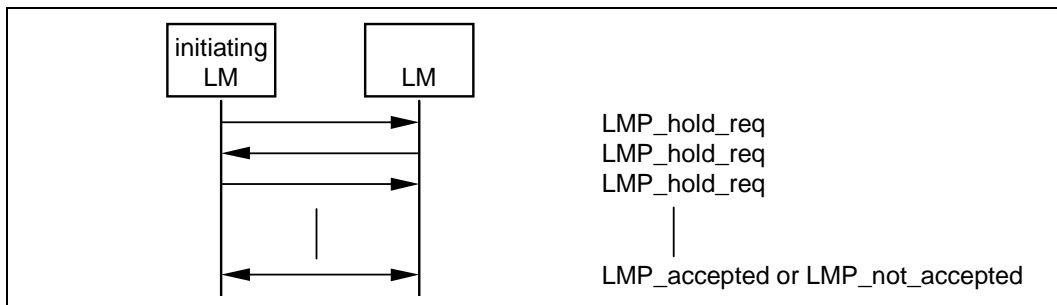 initiating
LM
LM
LMP_hold_req
LMP_hold_req
LMP_hold_req
LMP_accepted or LMP_not_accepted